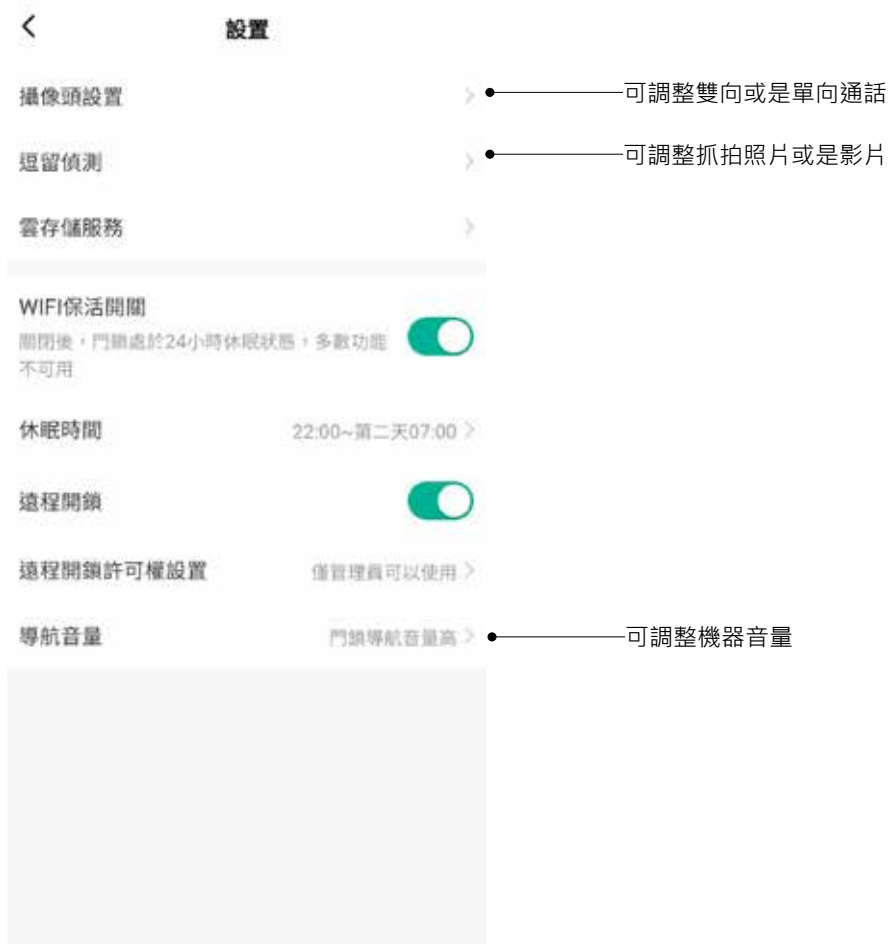 設置
攝像頭設置
可調整雙向或是單向通話
逗留偵測
可調整抓拍照片或是影片
雲存儲服務
WIFI保活開關
關閉後，門鎖處於24小時休眠狀態，多數功能
不可用
休眠時間 22:00~第二天07:00
遠程開鎖
遠程開鎖許可權設置 僅管理員可以使用
導航音量 門鎖導航音量高
可調整機器音量